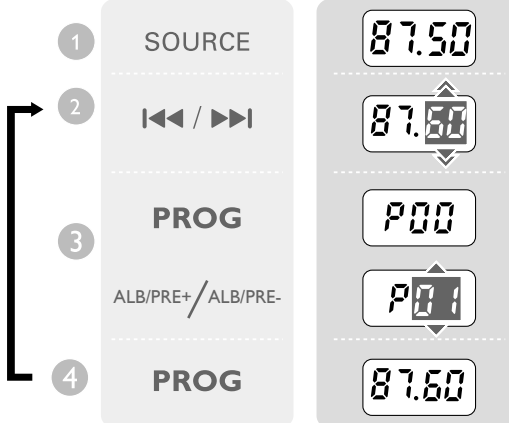 1 SOURCE 87.50
2 / 87.60
3 PROG P00
ALB/PRE+/ALB/PRE- P01
4 PROG 87.60